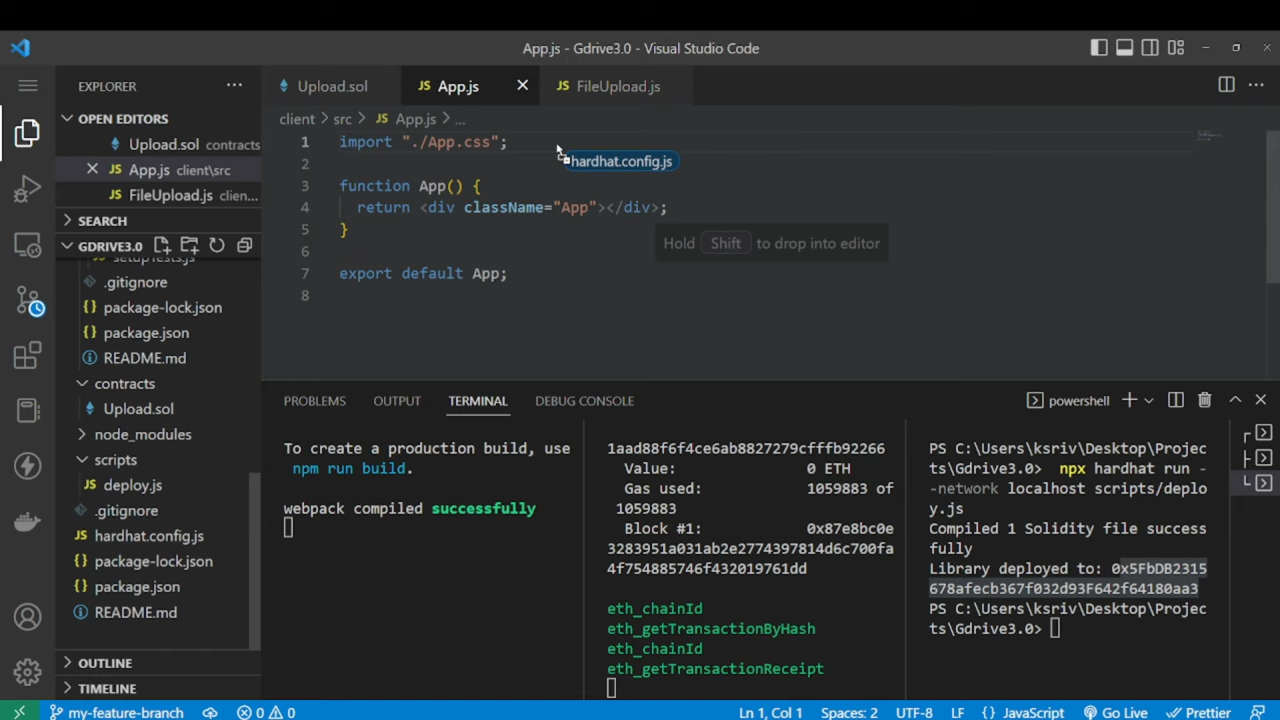 App.js - Gdrive3.0 - Visual Studio Code
EXPLORER
OPEN EDITORS
Upload.sol contracts
App.js client\src
FileUpload.js clien...
SEARCH
GDRIVE3.0
setupTests.js
.gitignore
package-lock.json
package.json
README.md
contracts
Upload.sol
node_modules
scripts
deploy.js
.gitignore
hardhat.config.js
package-lock.json
package.json
README.md
OUTLINE
TIMELINE
Upload.sol
JS App.js
JS FileUpload.js
client > src > JS App.js > ...
1 import "./App.css";
2
3 function App() {
4 return <div className="App"></div>;
5 }
6
7 export default App;
8
hardhat.config.js
Hold Shift to drop into editor
PROBLEMS OUTPUT TERMINAL DEBUG CONSOLE
powershell
To create a production build, use
npm run build.
webpack compiled successfully
1aad88f6f4ce6ab8827279cfffb92266
Value: 0 ETH
Gas used: 1059883 of
1059883
Block #1: 0x87e8bc0e
3283951a031ab2e2774397814d6c700fa
4f754885746f432019761dd
eth_chainId
eth_getTransactionByHash
eth_chainId
eth_getTransactionReceipt
PS C:\Users\ksriv\Desktop\Projec
ts\Gdrive3.0> npx hardhat run -
-network localhost scripts/deplo
y.js
Compiled 1 Solidity file success
fully
Library deployed to: 0x5FbDB2315
678afecb367f032d93F642f64180aa3
PS C:\Users\ksriv\Desktop\Projec
ts\Gdrive3.0>
my-feature-branch 0 0
Ln 1, Col 1 Spaces: 2 UTF-8 LF {} JavaScript Go Live Prettier